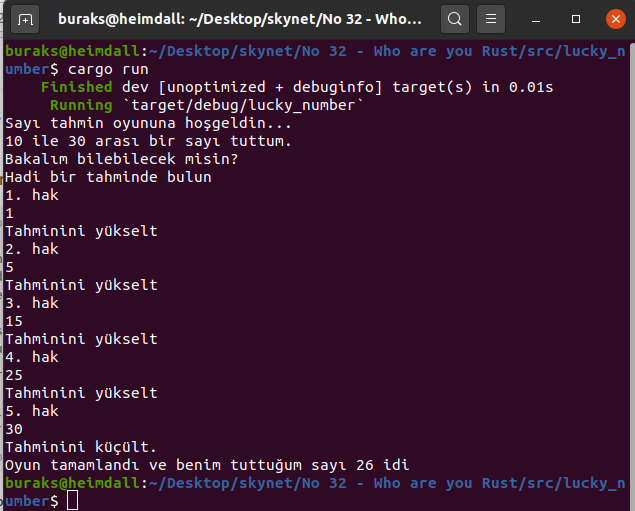 buraks@heimdall: ~/Desktop/skynet/No 32 - Who...
buraks@heimdall:~/Desktop/skynet/No 32 - Who are you Rust/src/lucky_n
umber$ cargo run
Finished dev [unoptimized + debuginfo] target(s) in 0.01s
Running `target/debug/lucky_number`
Sayı tahmin oyununa hoşgeldin...
10 ile 30 arası bir sayı tuttum.
Bakalım bilebilecek misin?
Hadi bir tahminde bulun
1. hak
1
Tahminini yükselt
2. hak
5
Tahminini yükselt
3. hak
15
Tahminini yükselt
4. hak
25
Tahminini yükselt
5. hak
30
Tahminini küçült.
Oyun tamamlandı ve benim tuttuğum sayı 26 idi
buraks@heimdall:~/Desktop/skynet/No 32 - Who are you Rust/src/lucky_n
umber$